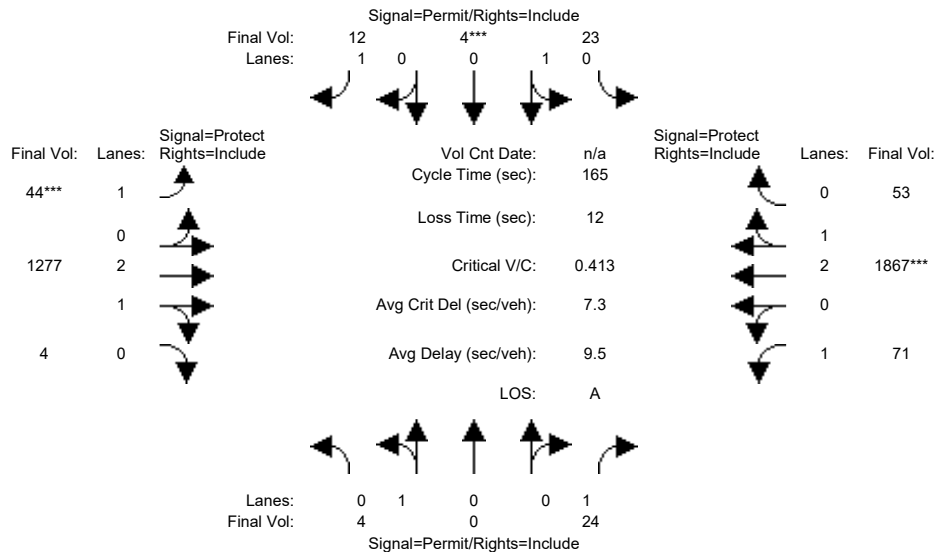 Signal=Permit/Rights=Include
Final Vol: 12 4*** 23
Lanes: 1 0 0 1 0
Signal=Protect Signal=Protect
Final Vol: Lanes: Rights=Include Vol Cnt Date: n/a Rights=Include Lanes: Final Vol:
Cycle Time (sec): 165
44*** 1 0 53
Loss Time (sec): 12
0 1
1277 2 Critical V/C: 0.413 2 1867***
1 Avg Crit Del (sec/veh): 7.3 0
4 0 Avg Delay (sec/veh): 9.5 1 71
LOS: A
Lanes: 0 1 0 0 1
Final Vol: 4 0 24
Signal=Permit/Rights=Include